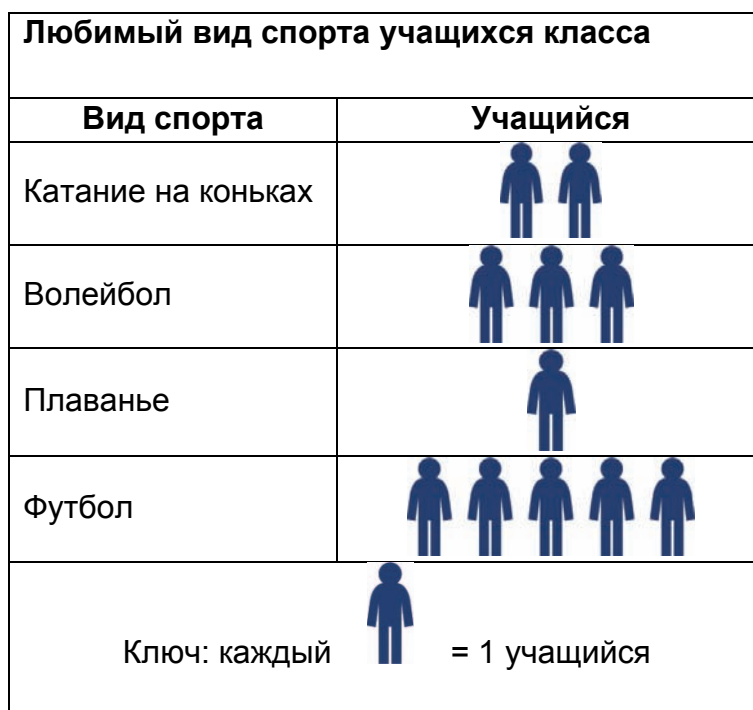 Любимый вид спорта учащихся класса
Вид спорта Учащийся
Катание на коньках
Волейбол
Плаванье
Футбол
Ключ: каждый = 1 учащийся